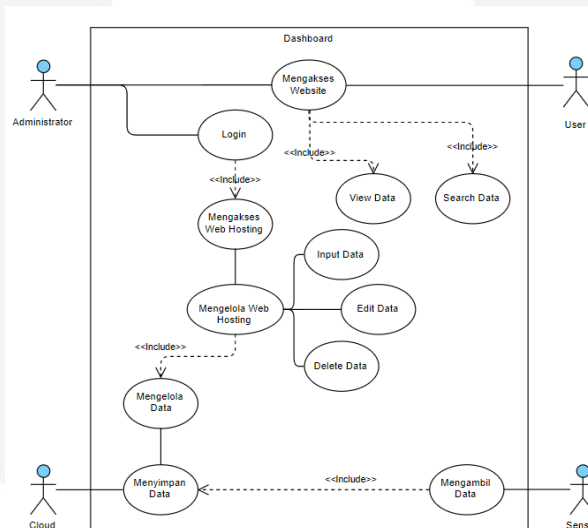 Dashboard
Mengakses
Website
Administrator
User
Login
<<Include>>
<<Include>>
<<Include>>
View Data
Search Data
Mengakses
Web Hosting
Input Data
Mengelola Web
Hosting
Edit Data
<<Include>>
Delete Data
Mengelola
Data
<<Include>>
Menyimpan
Data
Mengambil
Data
Cloud